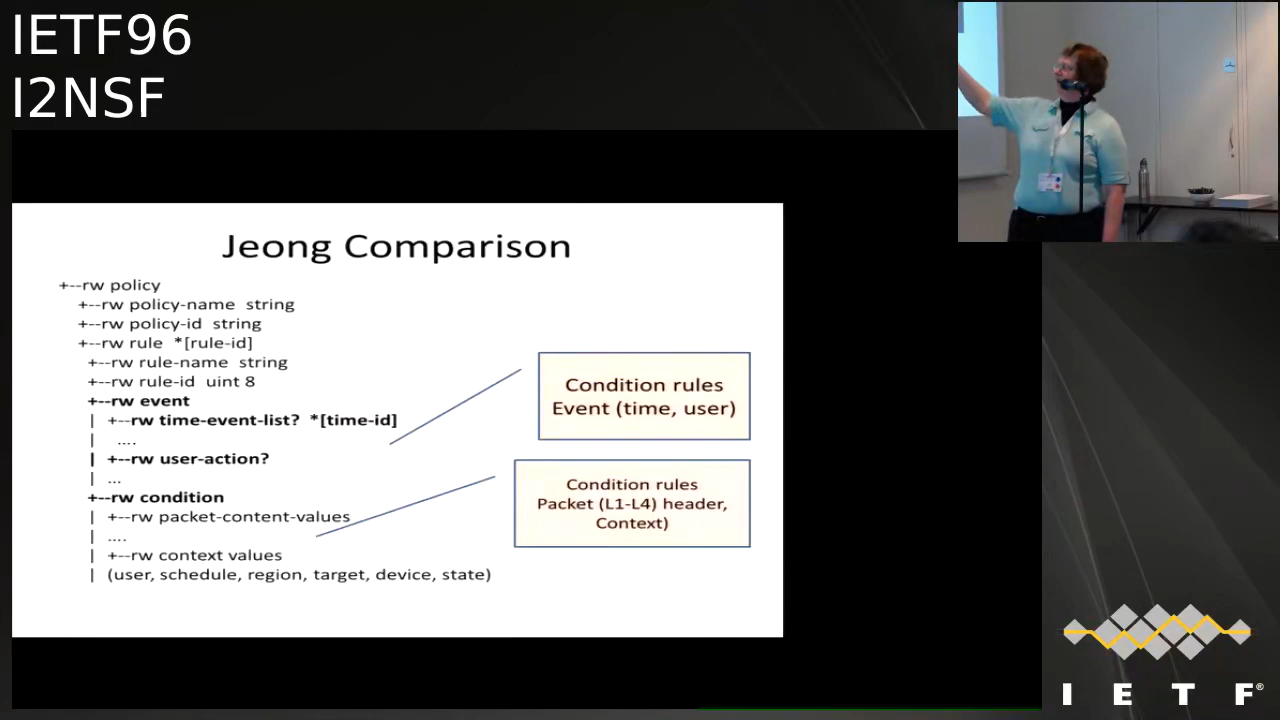 IETF96
I2NSF
Jeong Comparison
+--rw policy
+--rw policy-name string
+--rw policy-id string
+--rw rule *[rule-id]
+--rw rule-name string
+--rw rule-id uint 8
+--rw event
| +--rw time-event-list? *[time-id]
| ....
| +--rw user-action?
| ...
+--rw condition
| +--rw packet-content-values
| ....
| +--rw context values
| (user, schedule, region, target, device, state)
Condition rules
Event (time, user)
Condition rules
Packet (L1-L4) header,
Context)
I E T F®